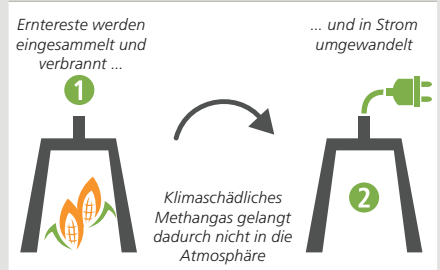 Erntereste werden
eingesammelt und
verbrannt ...
1
... und in Strom
umgewandelt
2
Klimaschädliches
Methangas gelangt
dadurch nicht in die
Atmosphäre